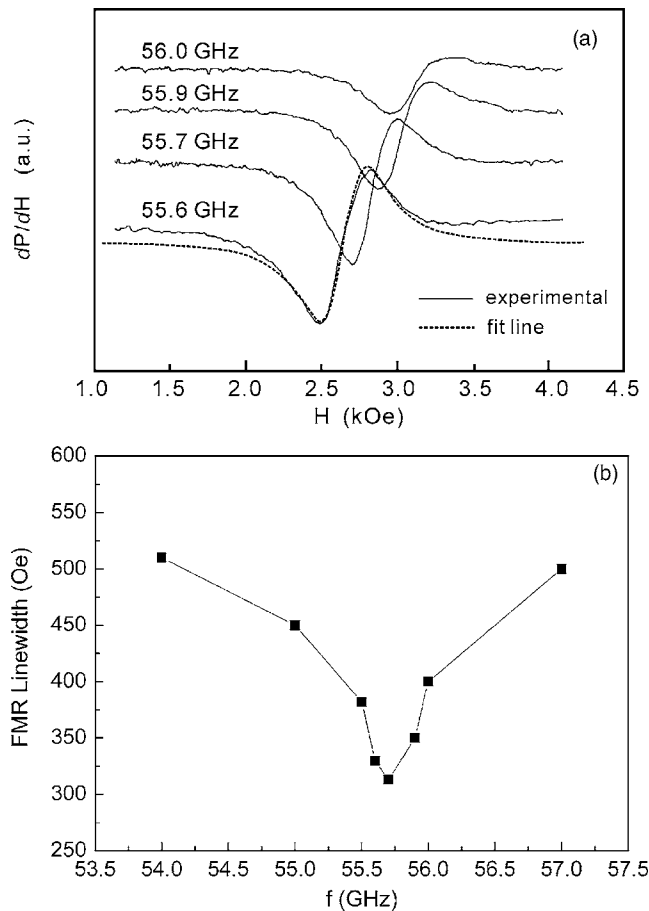 (a)
56.0 GHz
55.9 GHz
55.7 GHz
55.6 GHz
dP/dH (a.u.)
experimental
fit line
1.0 1.5 2.0 2.5 3.0 3.5 4.0 4.5
H (kOe)
(b)
600
550
500
450
400
350
300
250
FMR Linewidth (Oe)
53.5 54.0 54.5 55.0 55.5 56.0 56.5 57.0 57.5
f (GHz)